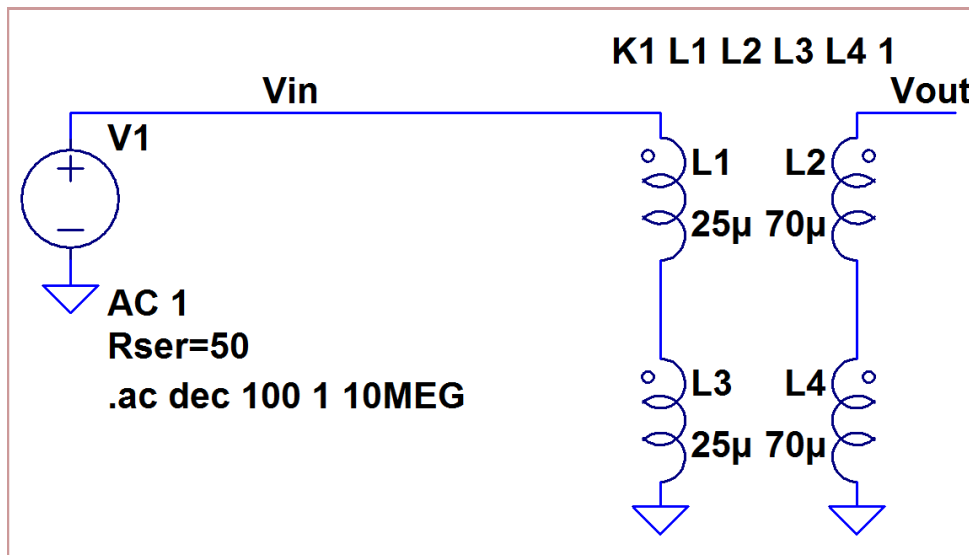 K1 L1 L2 L3 L4 1
Vin
Vout
V1
L1
L2
25µ
70µ
AC 1
Rser=50
.ac dec 100 1 10MEG
L3
L4
25µ
70µ